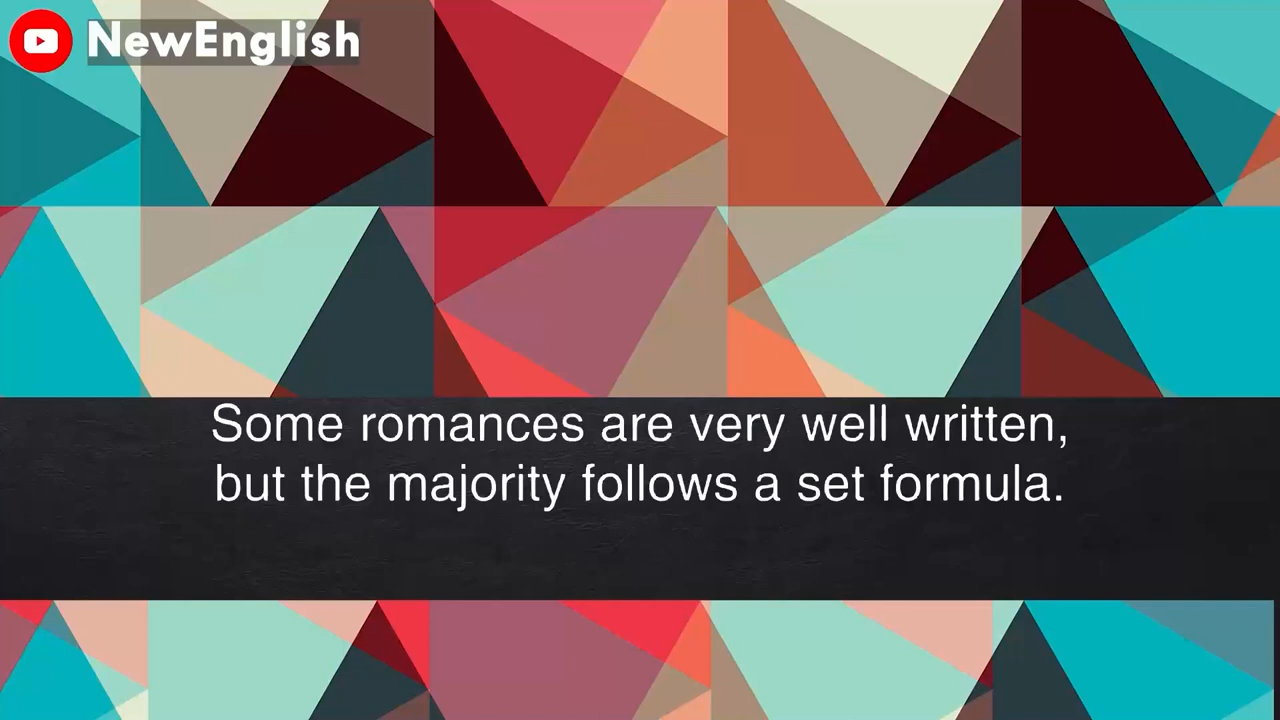 NewEnglish
Some romances are very well written,
but the majority follows a set formula.